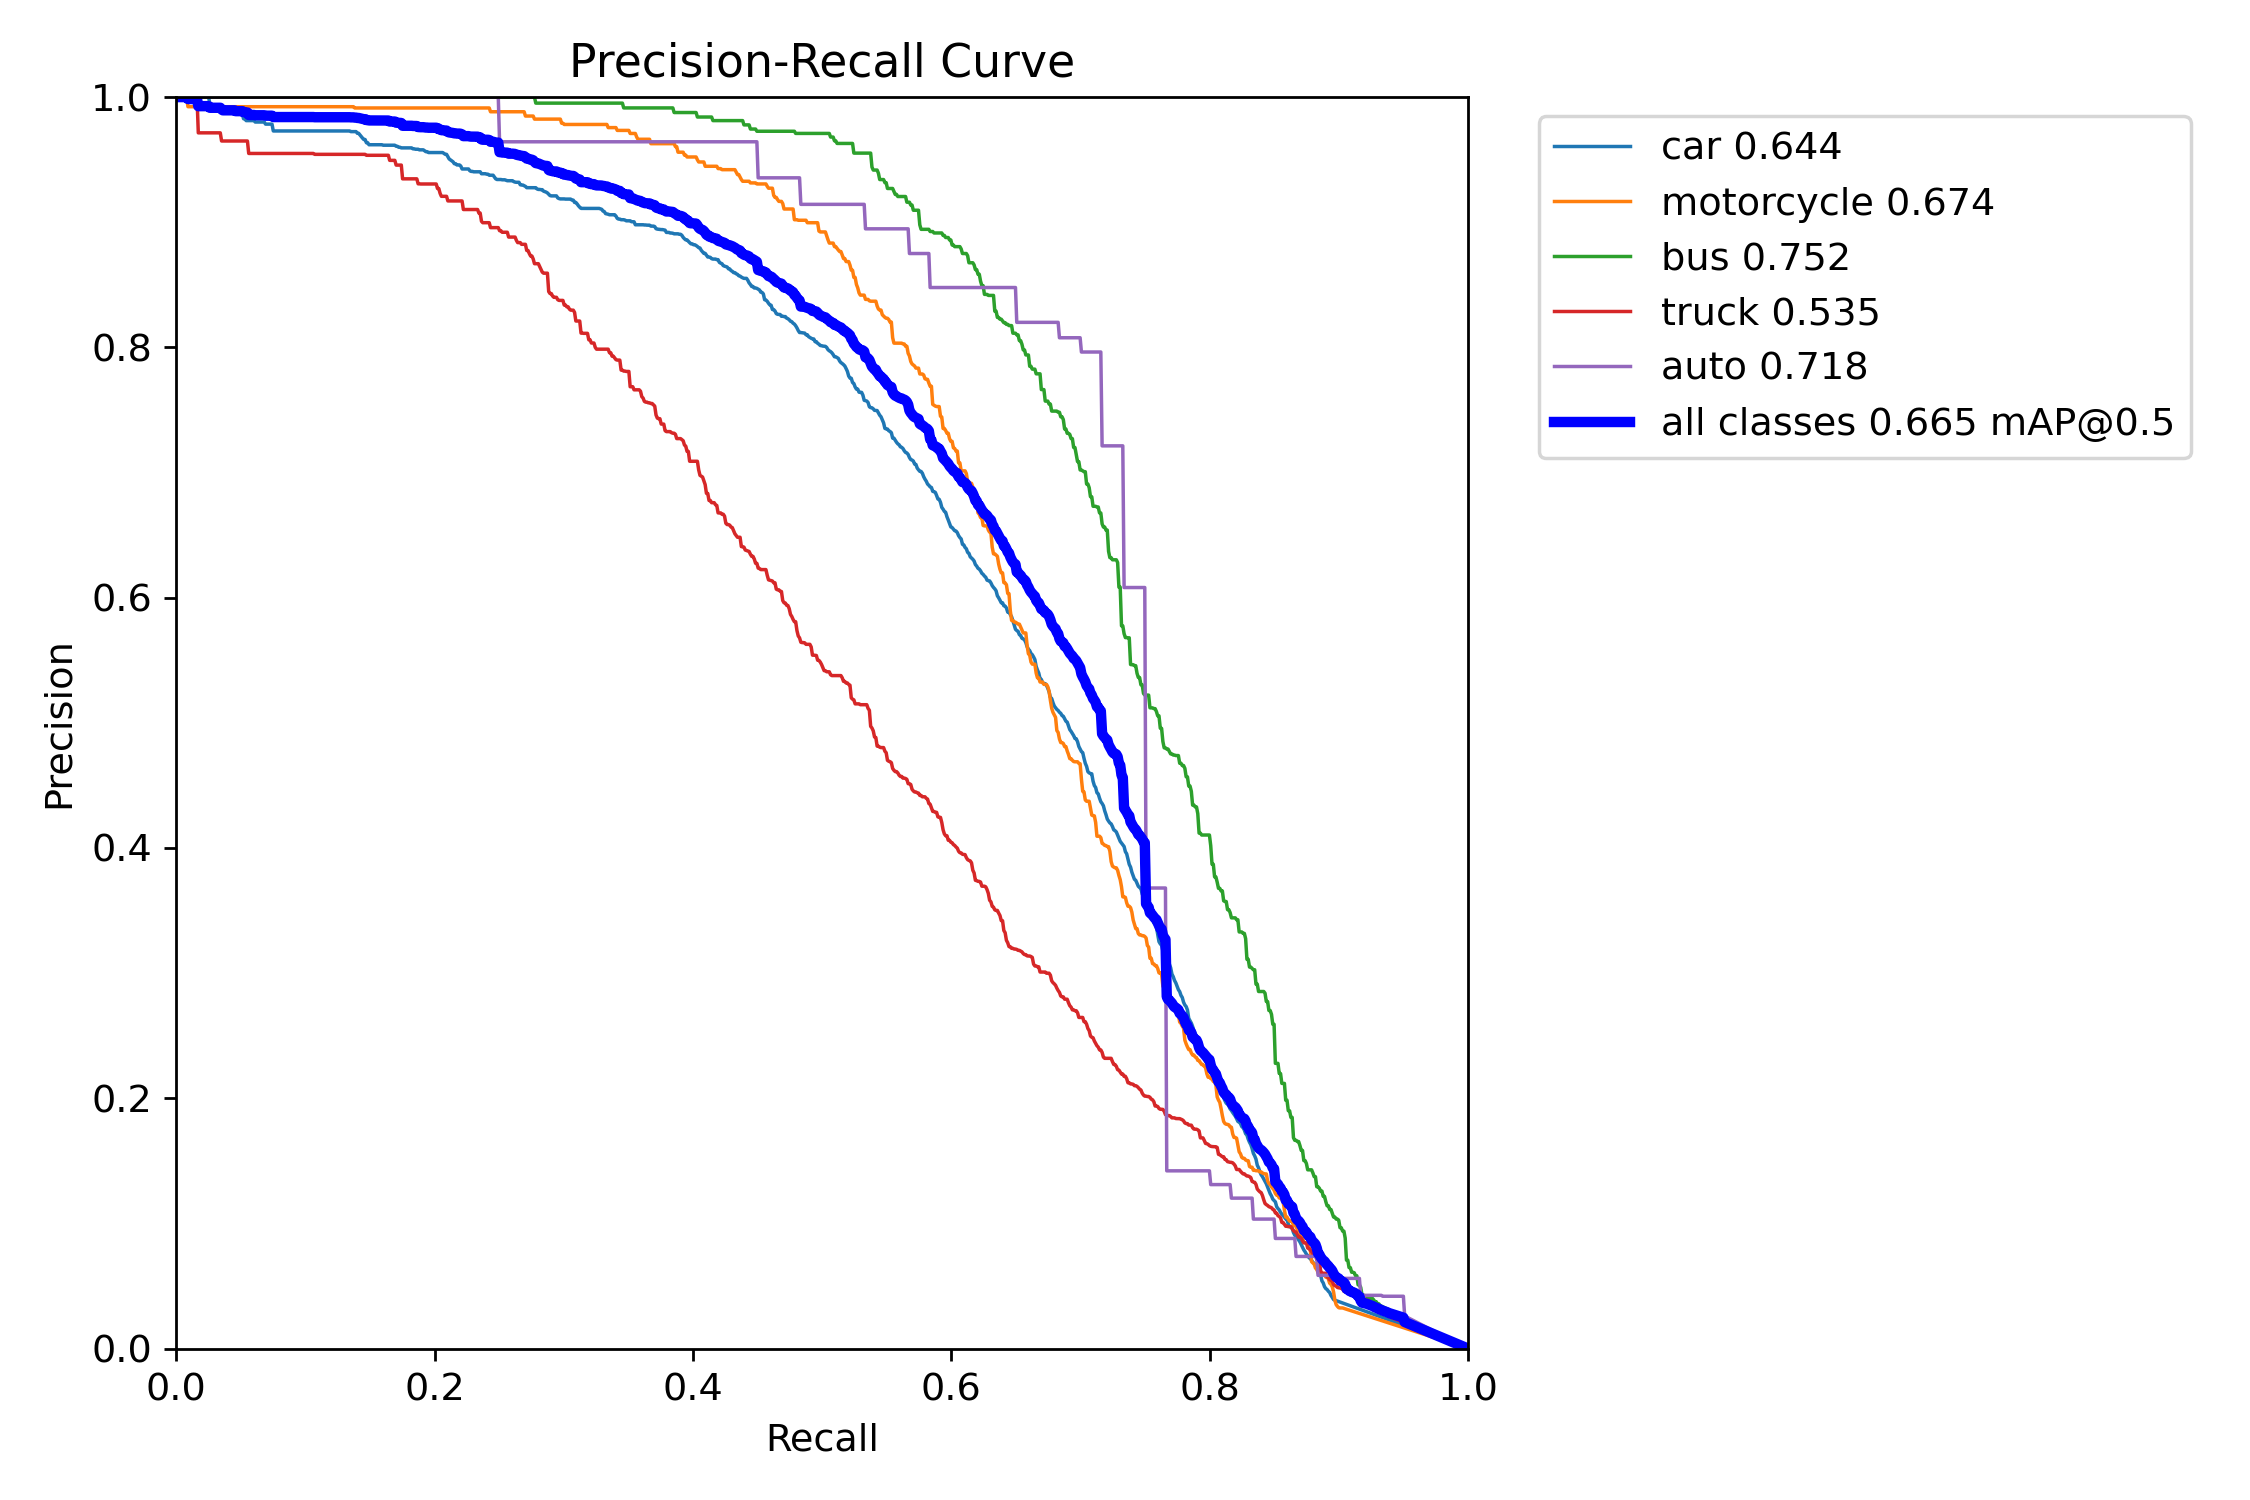 Precision-Recall Curve
1.0
0.8
0.6
0.4
0.2
0.0
Precision
0.0 0.2 0.4 0.6 0.8 1.0
Recall
car 0.644
motorcycle 0.674
bus 0.752
truck 0.535
auto 0.718
all classes 0.665 mAP@0.5